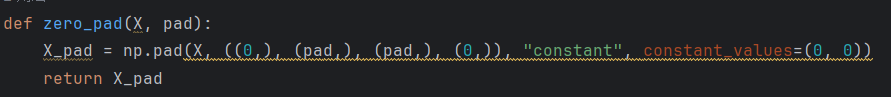 def zero_pad(X, pad):
    X_pad = np.pad(X, ((0,), (pad,), (pad,), (0,)), "constant", constant_values=(0, 0))
    return X_pad